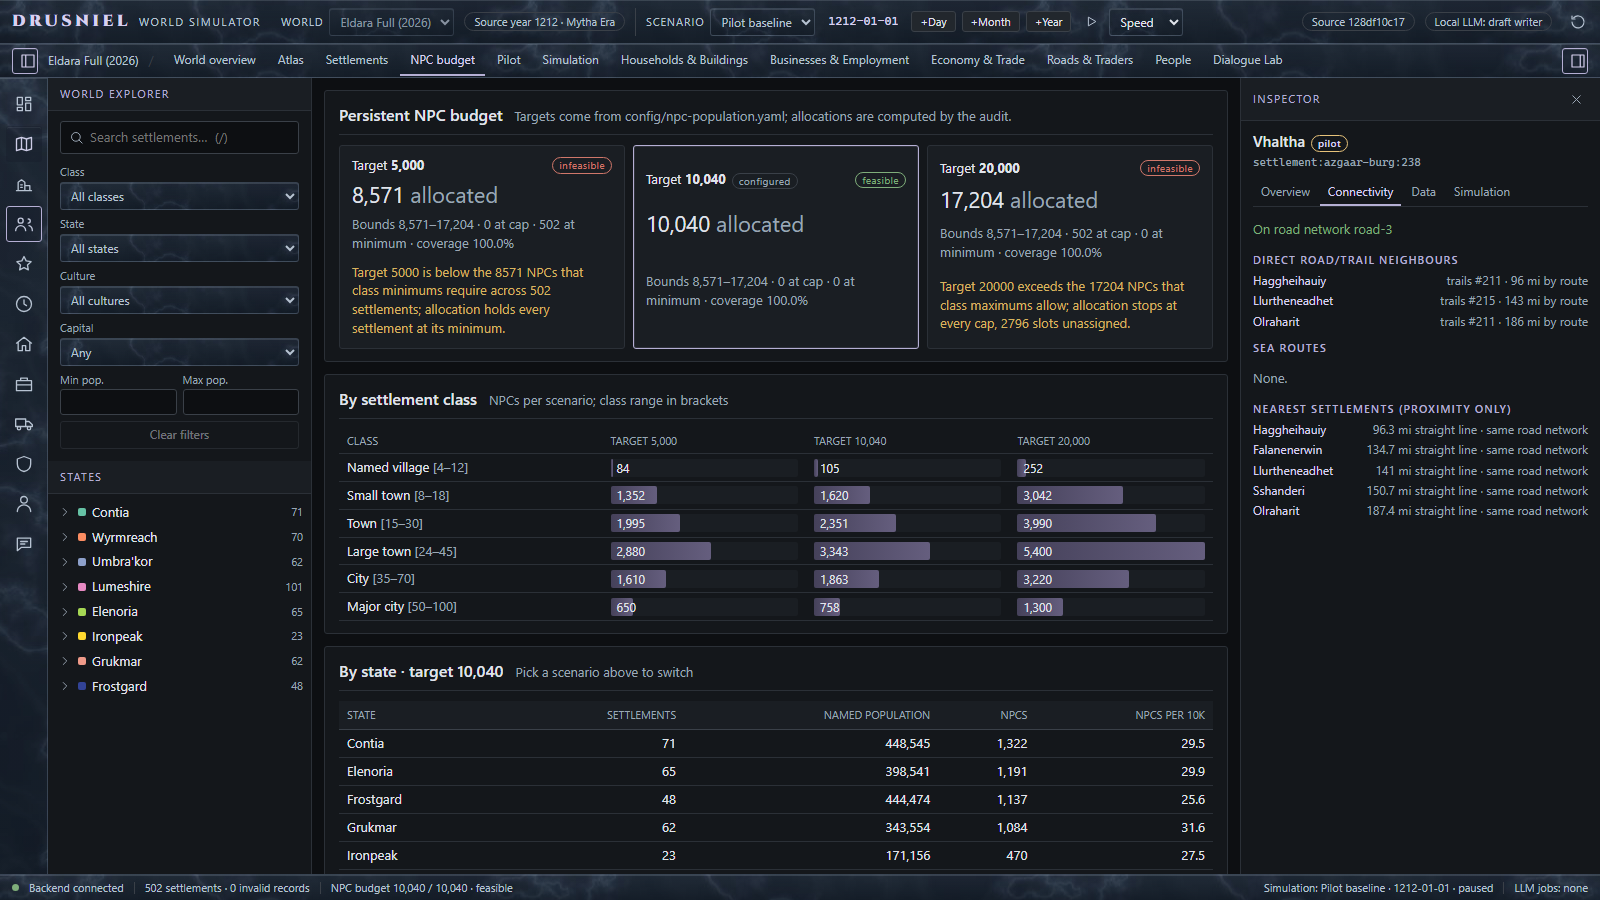 DRUSNIEL WORLD SIMULATOR WORLD Eldara Full (2026) Source year 1212 · Mytha Era SCENARIO Pilot baseline 1212-01-01 +Day +Month +Year Speed Source 128df10c17 Local LLM: draft writer
Eldara Full (2026) / World overview Atlas Settlements NPC budget Pilot Simulation Households & Buildings Businesses & Employment Economy & Trade Roads & Traders People Dialogue Lab
WORLD EXPLORER
Search settlements... (/)
Class
All classes
State
All states
Culture
All cultures
Capital
Any
Min pop. Max pop.
Clear filters
STATES
Contia 71
Wyrmreach 70
Umbra'kor 62
Lumeshire 101
Elenoria 65
Ironpeak 23
Grukmar 62
Frostgard 48
Persistent NPC budget Targets come from config/npc-population.yaml; allocations are computed by the audit.
Target 5,000 infeasible
8,571 allocated
Bounds 8,571–17,204 · 0 at cap · 502 at
minimum · coverage 100.0%
Target 5000 is below the 8571 NPCs that
class minimums require across 502
settlements; allocation holds every
settlement at its minimum.
Target 10,040 configured feasible
10,040 allocated
Bounds 8,571–17,204 · 0 at cap · 0 at
minimum · coverage 100.0%
Target 20,000 infeasible
17,204 allocated
Bounds 8,571–17,204 · 502 at cap · 0 at
minimum · coverage 100.0%
Target 20000 exceeds the 17204 NPCs that
class maximums allow; allocation stops at
every cap, 2796 slots unassigned.
By settlement class NPCs per scenario; class range in brackets
CLASS TARGET 5,000 TARGET 10,040 TARGET 20,000
Named village [4–12] 84 105 252
Small town [8–18] 1,352 1,620 3,042
Town [15–30] 1,995 2,351 3,990
Large town [24–45] 2,880 3,343 5,400
City [35–70] 1,610 1,863 3,220
Major city [50–100] 650 758 1,300
By state · target 10,040 Pick a scenario above to switch
STATE SETTLEMENTS NAMED POPULATION NPCS NPCS PER 10K
Contia 71 448,545 1,322 29.5
Elenoria 65 398,541 1,191 29.9
Frostgard 48 444,474 1,137 25.6
Grukmar 62 343,554 1,084 31.6
Ironpeak 23 171,156 470 27.5
INSPECTOR
Vhaltha pilot
settlement:azgaar-burg:238
Overview Connectivity Data Simulation
On road network road-3
DIRECT ROAD/TRAIL NEIGHBOURS
Haggheihauiy trails #211 · 96 mi by route
Llurtheneadhet trails #215 · 143 mi by route
Olraharit trails #211 · 186 mi by route
SEA ROUTES
None.
NEAREST SETTLEMENTS (PROXIMITY ONLY)
Haggheihauiy 96.3 mi straight line · same road network
Falanenerwin 134.7 mi straight line · same road network
Llurtheneadhet 141 mi straight line · same road network
Sshanderi 150.7 mi straight line · same road network
Olraharit 187.4 mi straight line · same road network
Backend connected 502 settlements · 0 invalid records NPC budget 10,040 / 10,040 · feasible Simulation: Pilot baseline · 1212-01-01 · paused LLM jobs: none